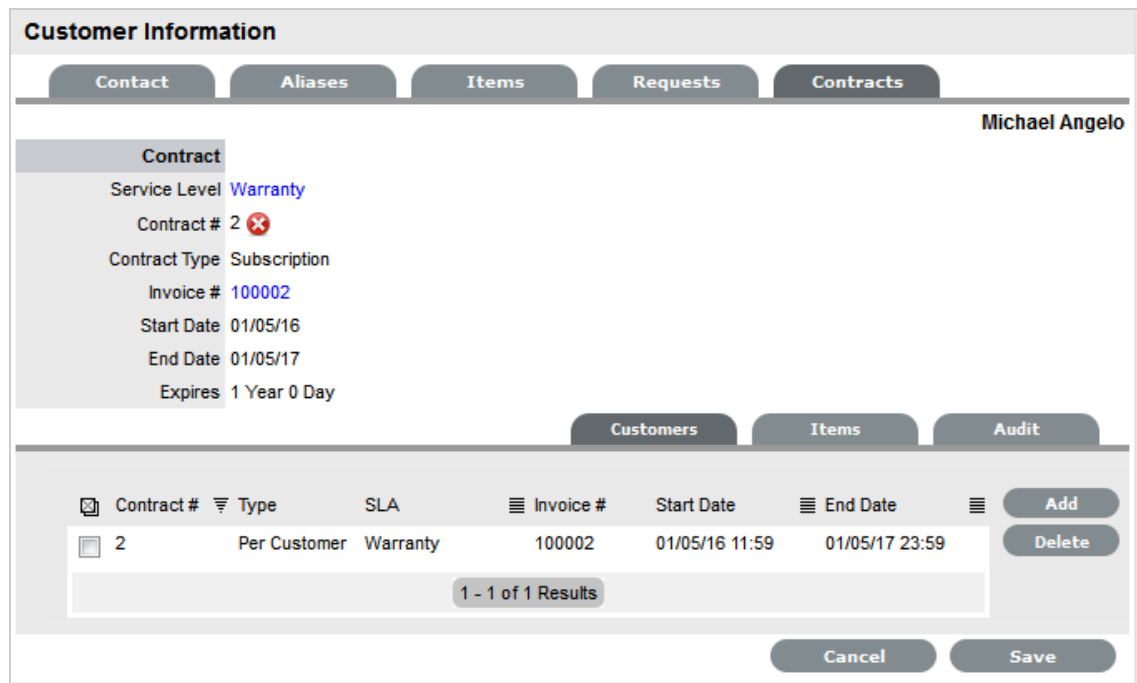 Customer Information
Contact Aliases Items Requests Contracts
Michael Angelo
Contract
Service Level Warranty
Contract # 2
Contract Type Subscription
Invoice # 100002
Start Date 01/05/16
End Date 01/05/17
Expires 1 Year 0 Day
Customers Items Audit
Contract # Type SLA Invoice # Start Date End Date Add
2 Per Customer Warranty 100002 01/05/16 11:59 01/05/17 23:59 Delete
1 - 1 of 1 Results
Cancel Save